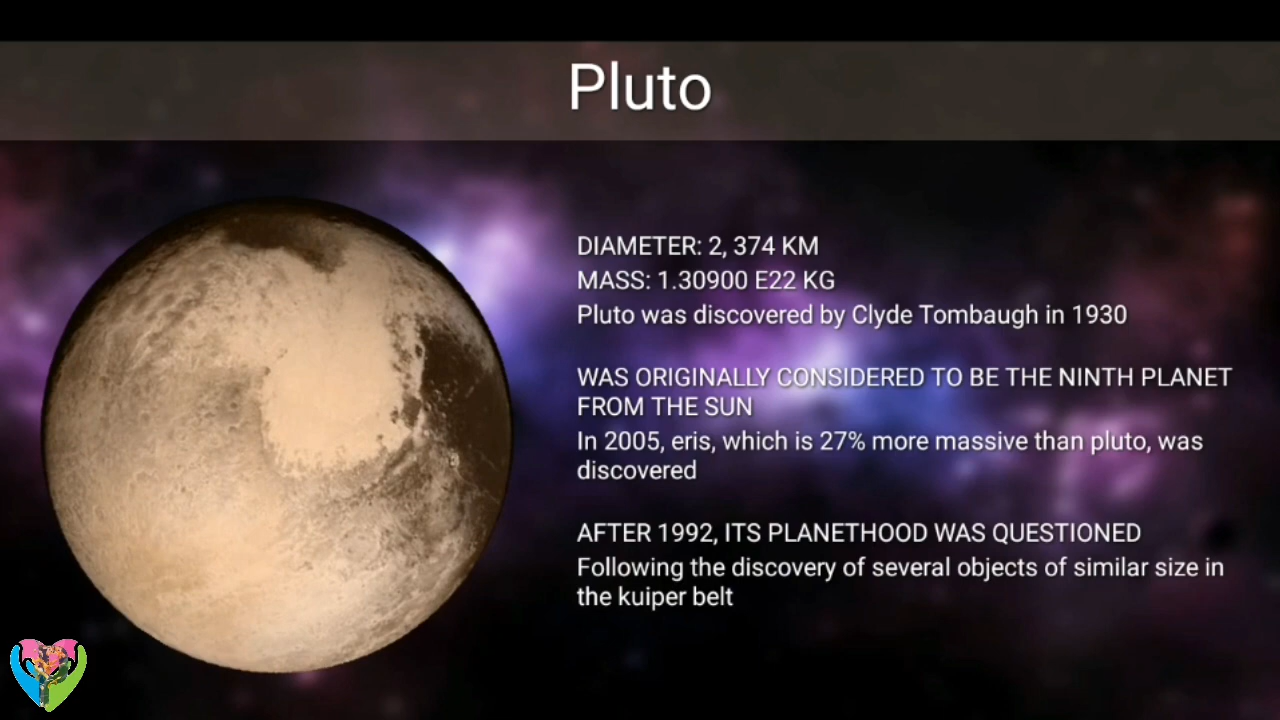 Pluto
DIAMETER: 2, 374 KM
MASS: 1.30900 E22 KG
Pluto was discovered by Clyde Tombaugh in 1930
WAS ORIGINALLY CONSIDERED TO BE THE NINTH PLANET
FROM THE SUN
In 2005, eris, which is 27% more massive than pluto, was
discovered
AFTER 1992, ITS PLANETHOOD WAS QUESTIONED
Following the discovery of several objects of similar size in
the kuiper belt